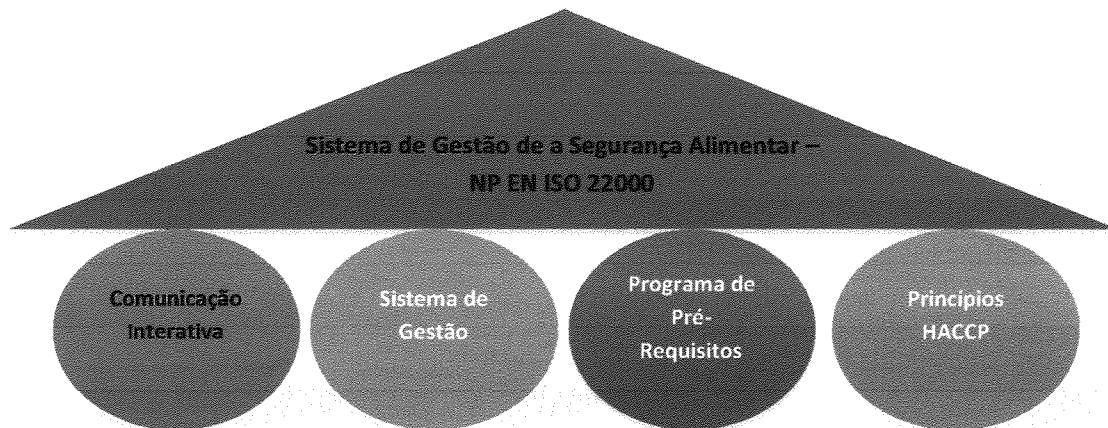 Sistema de Gestão de a Segurança Alimentar –
NP EN ISO 22000
Comunicação
Interativa
Sistema de
Gestão
Programa de
Pré-
Requisitos
Princípios
HACCP